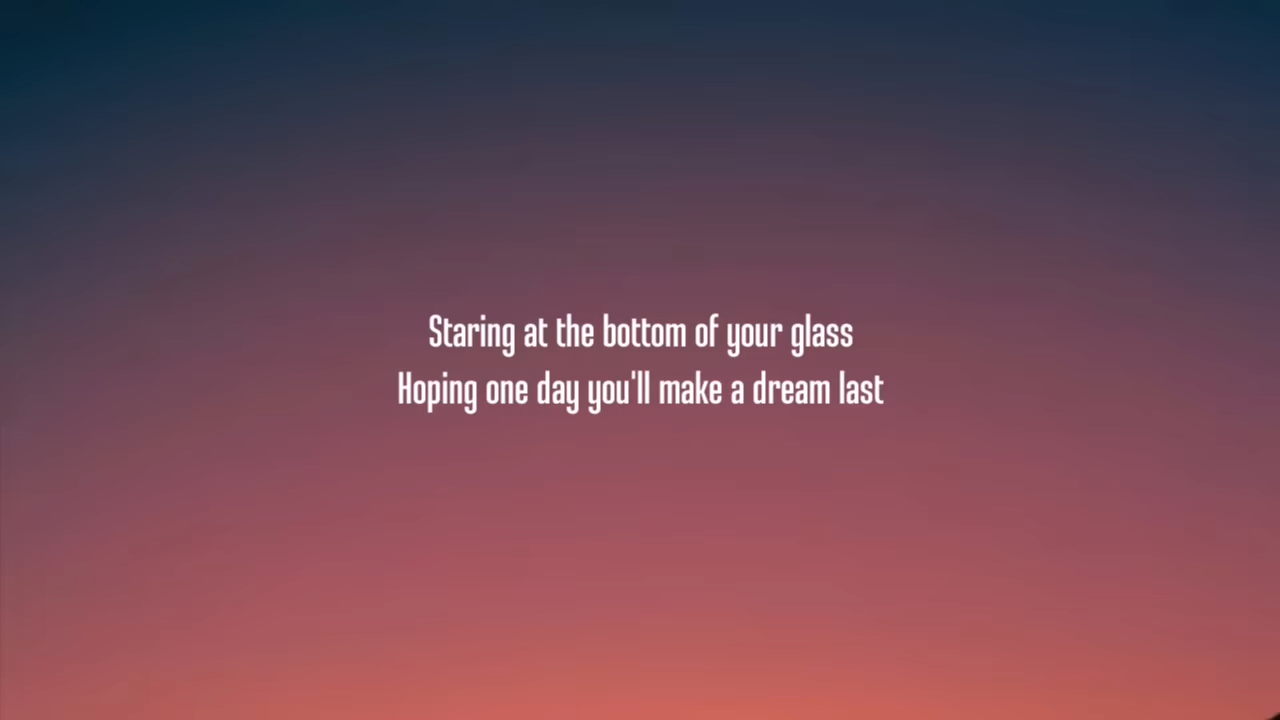 Staring at the bottom of your glass
Hoping one day you'll make a dream last